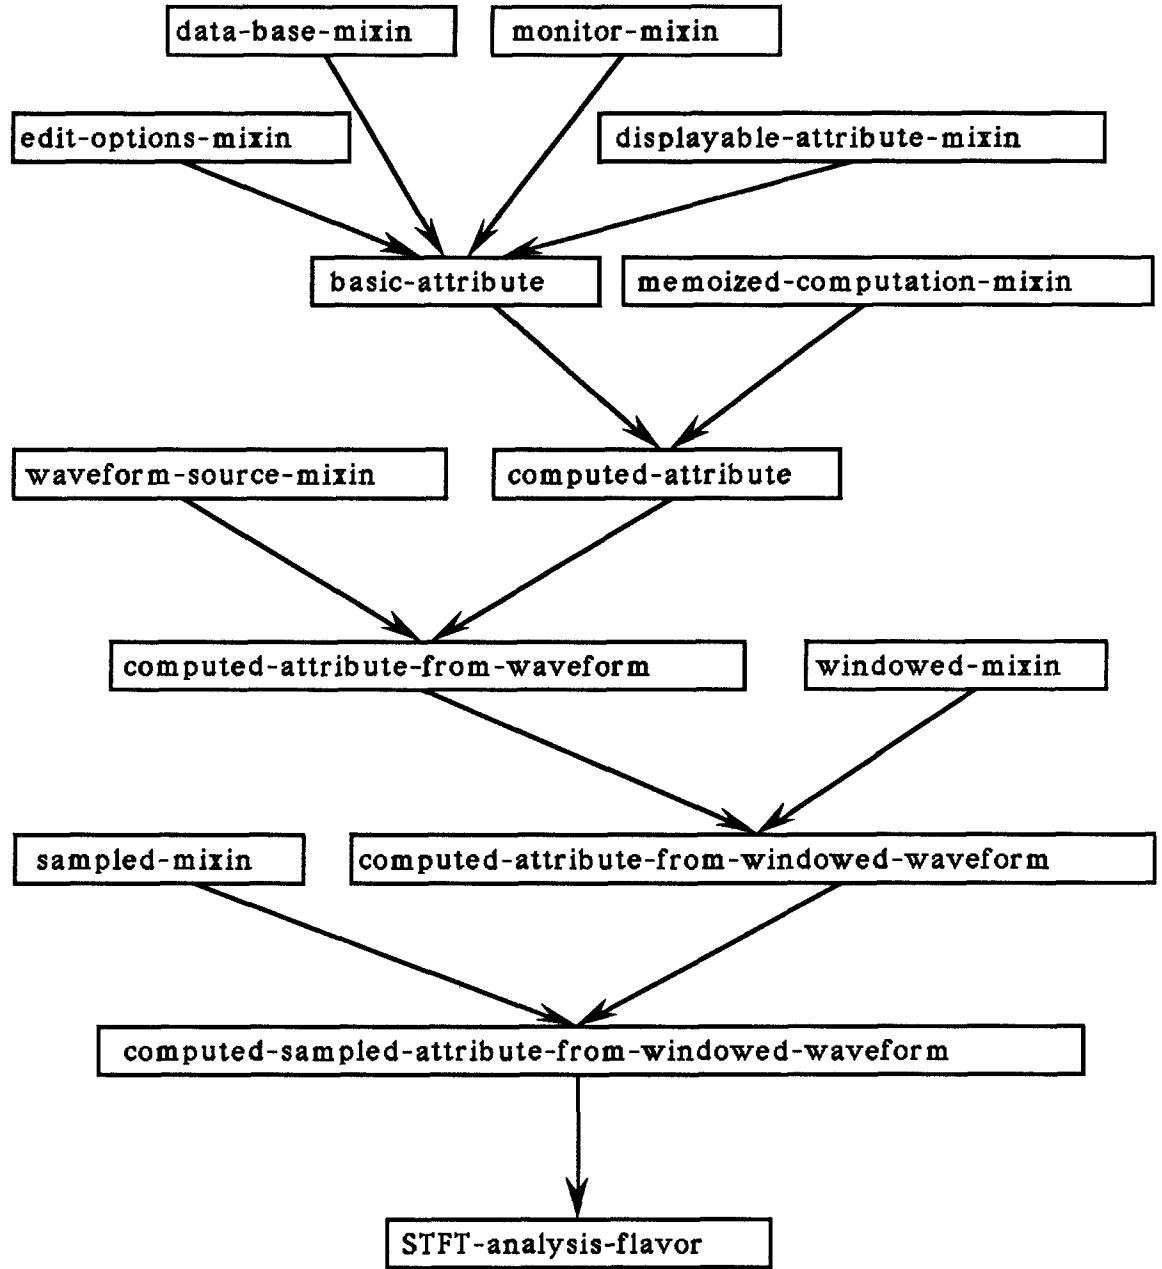 data-base-mixin
monitor-mixin
edit-options-mixin
displayable-attribute-mixin
basic-attribute
memoized-computation-mixin
waveform-source-mixin
computed-attribute
computed-attribute-from-waveform
windowed-mixin
sampled-mixin
computed-attribute-from-windowed-waveform
computed-sampled-attribute-from-windowed-waveform
STFT-analysis-flavor